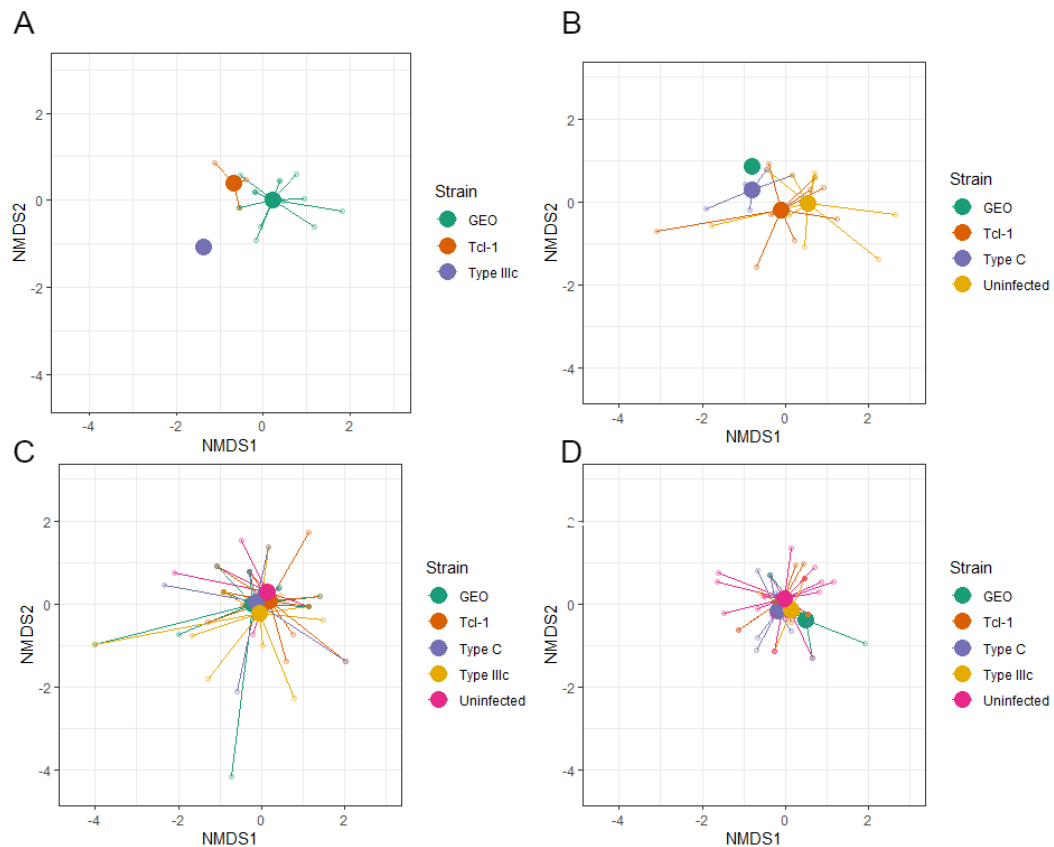 A
NMDS2
2
0
-2
-4
-4
-2
0
2
NMDS1
Strain
GEO
Tcl-1
Type IIIc
B
NMDS2
2
0
-2
-4
-4
-2
0
2
NMDS1
Strain
GEO
Tcl-1
Type C
Uninfected
C
NMDS2
2
0
-2
-4
-4
-2
0
2
NMDS1
Strain
GEO
Tcl-1
Type C
Type IIIc
Uninfected
D
NMDS2
2
0
-2
-4
-4
-2
0
2
NMDS1
Strain
GEO
Tcl-1
Type C
Type IIIc
Uninfected